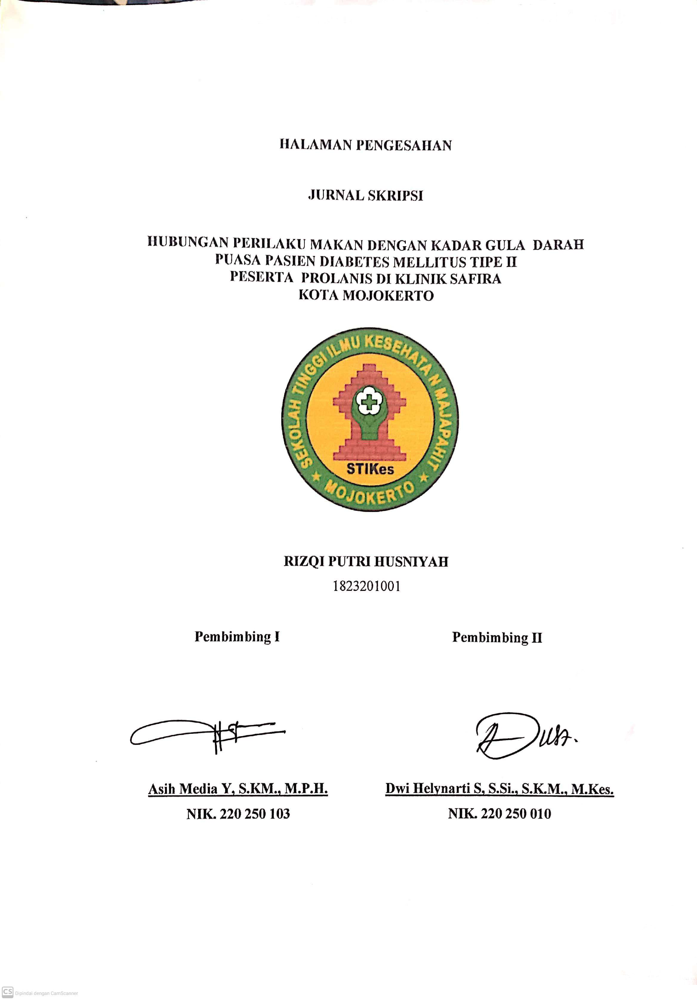 HALAMAN PENGESAHAN
JURNAL SKRIPSI
HUBUNGAN PERILAKU MAKAN DENGAN KADAR GULA DARAH
PUASA PASIEN DIABETES MELLITUS TIPE II
PESERTA PROLANIS DI KLINIK SAFIRA
KOTA MOJOKERTO
SEKOLAH TINGGI ILMU KESEHATAN MAJAPAHIT
STIKes
MOJOKERTO
RIZQI PUTRI HUSNIYAH
1823201001
Pembimbing I
Pembimbing II
Asih Media Y, S.KM., M.P.H.
Dwi Helynarti S, S.Si., S.K.M., M.Kes.
NIK. 220 250 103
NIK. 220 250 010
CS Dipindai dengan CamScanner